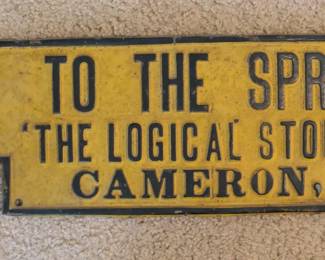 TO THE SPR
'THE LOGICAL' STO
CAMERON,